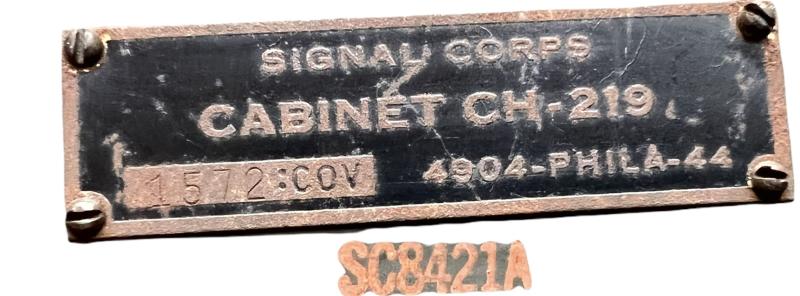 SIGNAL CORPS
CABINET CH-219
1572:COV 4904-PHILA-44
SC8421A